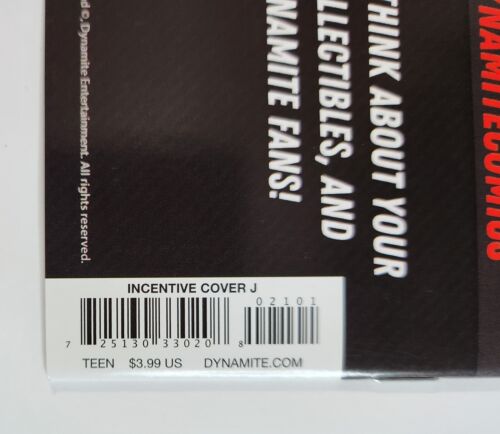 NAMITECOMICS
THINK ABOUT YOUR
LLECTIBLES, AND
NAMITE FANS!
d ©, Dynamite Entertainment. All rights reserved.
INCENTIVE COVER J
02101
7 25130 33020 8
TEEN $3.99 US DYNAMITE.COM